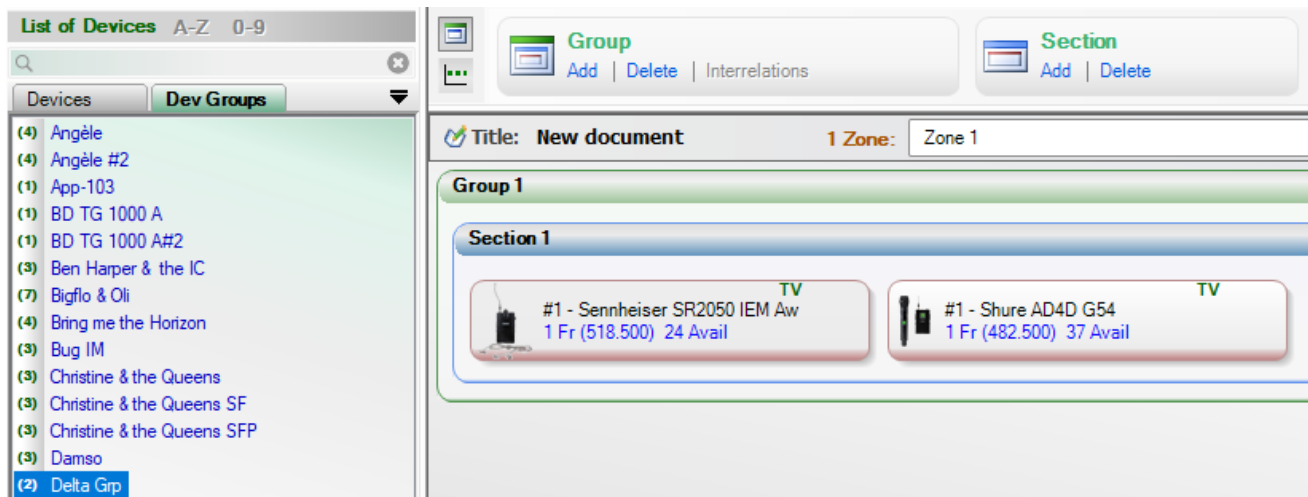 List of Devices A-Z 0-9
Devices Dev Groups
(4) Angèle
(4) Angèle #2
(1) App-103
(1) BD TG 1000 A
(1) BD TG 1000 A#2
(3) Ben Harper & the IC
(7) Bigflo & Oli
(4) Bring me the Horizon
(3) Bug IM
(3) Christine & the Queens
(3) Christine & the Queens SF
(3) Christine & the Queens SFP
(3) Damso
(2) Delta Grp
Group
Add | Delete | Interrelations
Section
Add | Delete
Title: New document 1 Zone: Zone 1
Group 1
Section 1
TV
#1 - Sennheiser SR2050 IEM Aw
1 Fr (518.500) 24 Avail
TV
#1 - Shure AD4D G54
1 Fr (482.500) 37 Avail